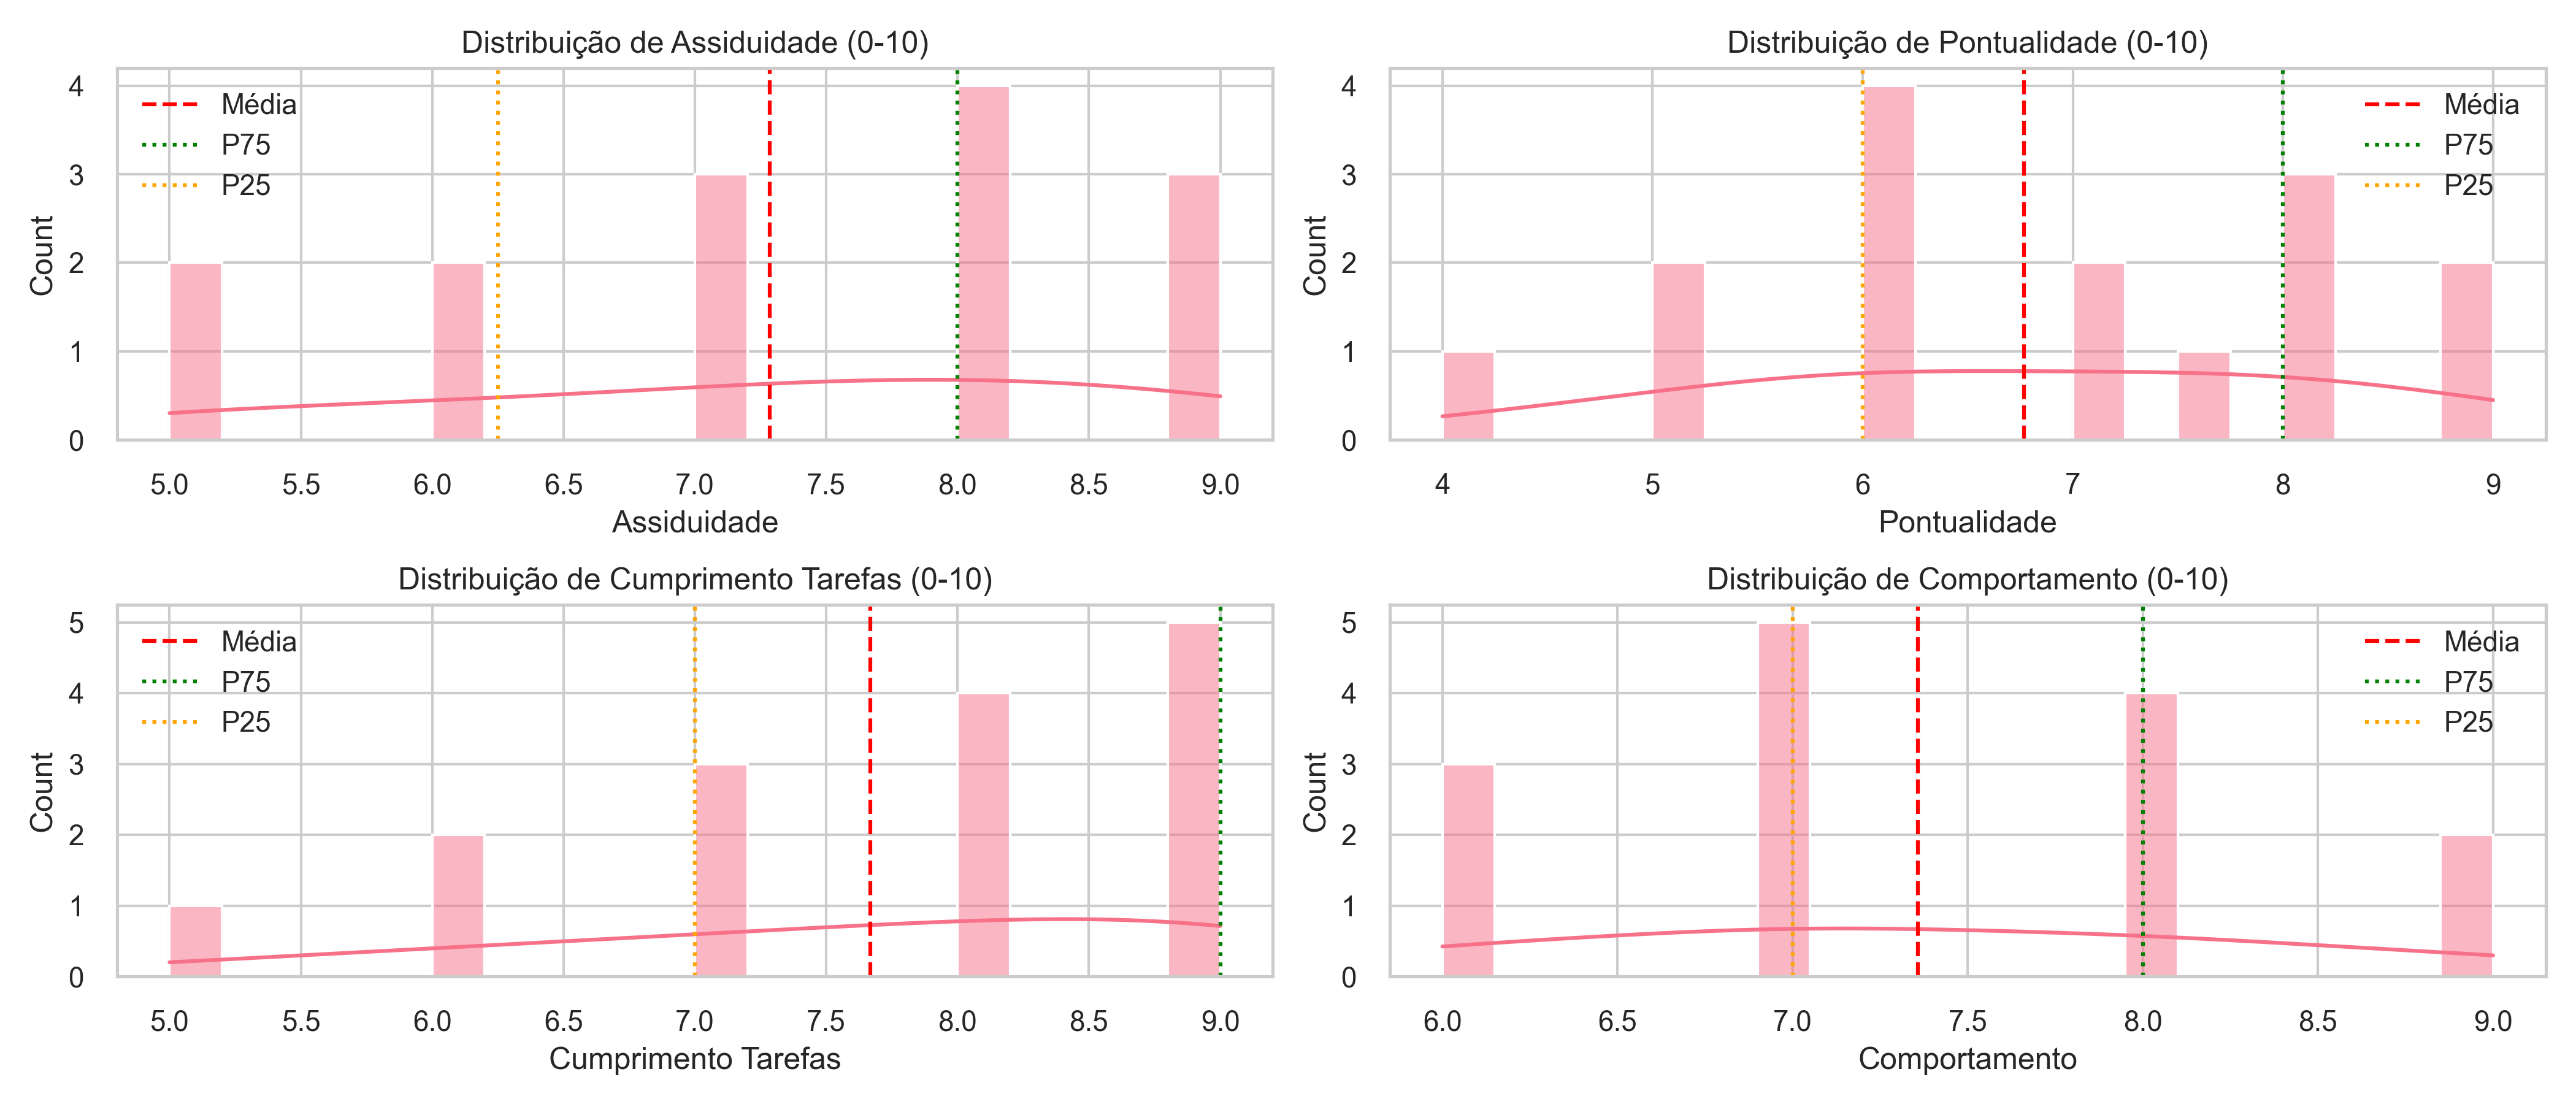 Distribuição de Assiduidade (0-10)
4
3
2
1
0
Count
Média
P75
P25
5.0 5.5 6.0 6.5 7.0 7.5 8.0 8.5 9.0
Assiduidade
Distribuição de Pontualidade (0-10)
4
3
2
1
0
Count
Média
P75
P25
4 5 6 7 8 9
Pontualidade
Distribuição de Cumprimento Tarefas (0-10)
5
4
3
2
1
0
Count
Média
P75
P25
5.0 5.5 6.0 6.5 7.0 7.5 8.0 8.5 9.0
Cumprimento Tarefas
Distribuição de Comportamento (0-10)
5
4
3
2
1
0
Count
Média
P75
P25
6.0 6.5 7.0 7.5 8.0 8.5 9.0
Comportamento